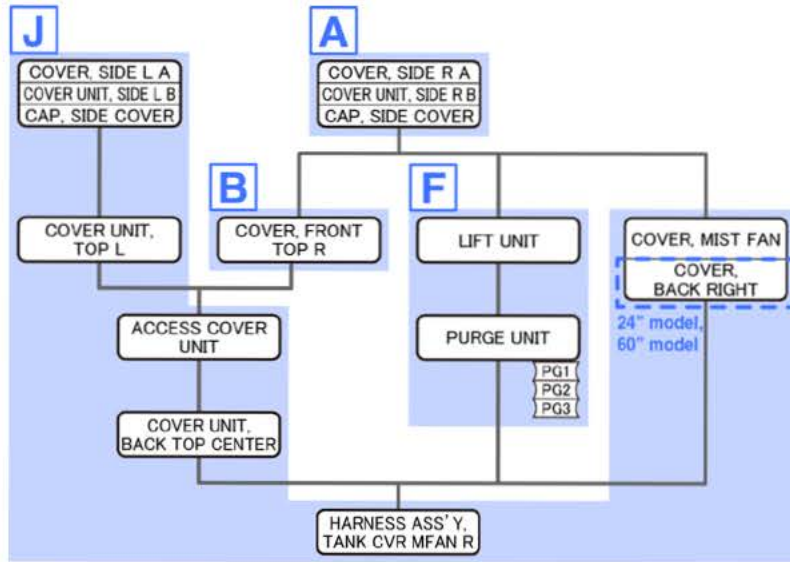 J
A
COVER, SIDE L A
COVER UNIT, SIDE L B
CAP, SIDE COVER
COVER, SIDE R A
COVER UNIT, SIDE R B
CAP, SIDE COVER
B
F
COVER UNIT,
TOP L
COVER, FRONT
TOP R
LIFT UNIT
COVER, MIST FAN
COVER,
BACK RIGHT
24" model,
60" model
ACCESS COVER
UNIT
PURGE UNIT
PG1
PG2
PG3
COVER UNIT,
BACK TOP CENTER
HARNESS ASS'Y,
TANK CVR MFAN R